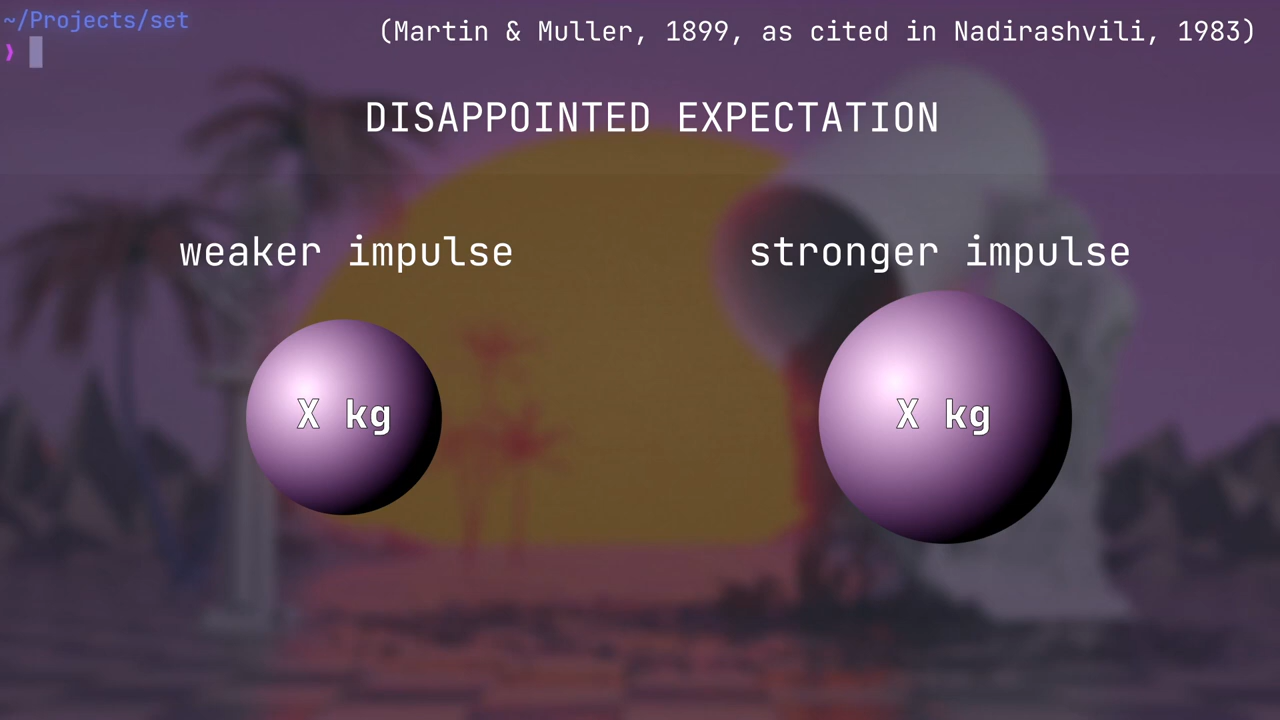 ~/Projects/set
❯
(Martin & Muller, 1899, as cited in Nadirashvili, 1983)
DISAPPOINTED EXPECTATION
weaker impulse
stronger impulse
X kg
X kg